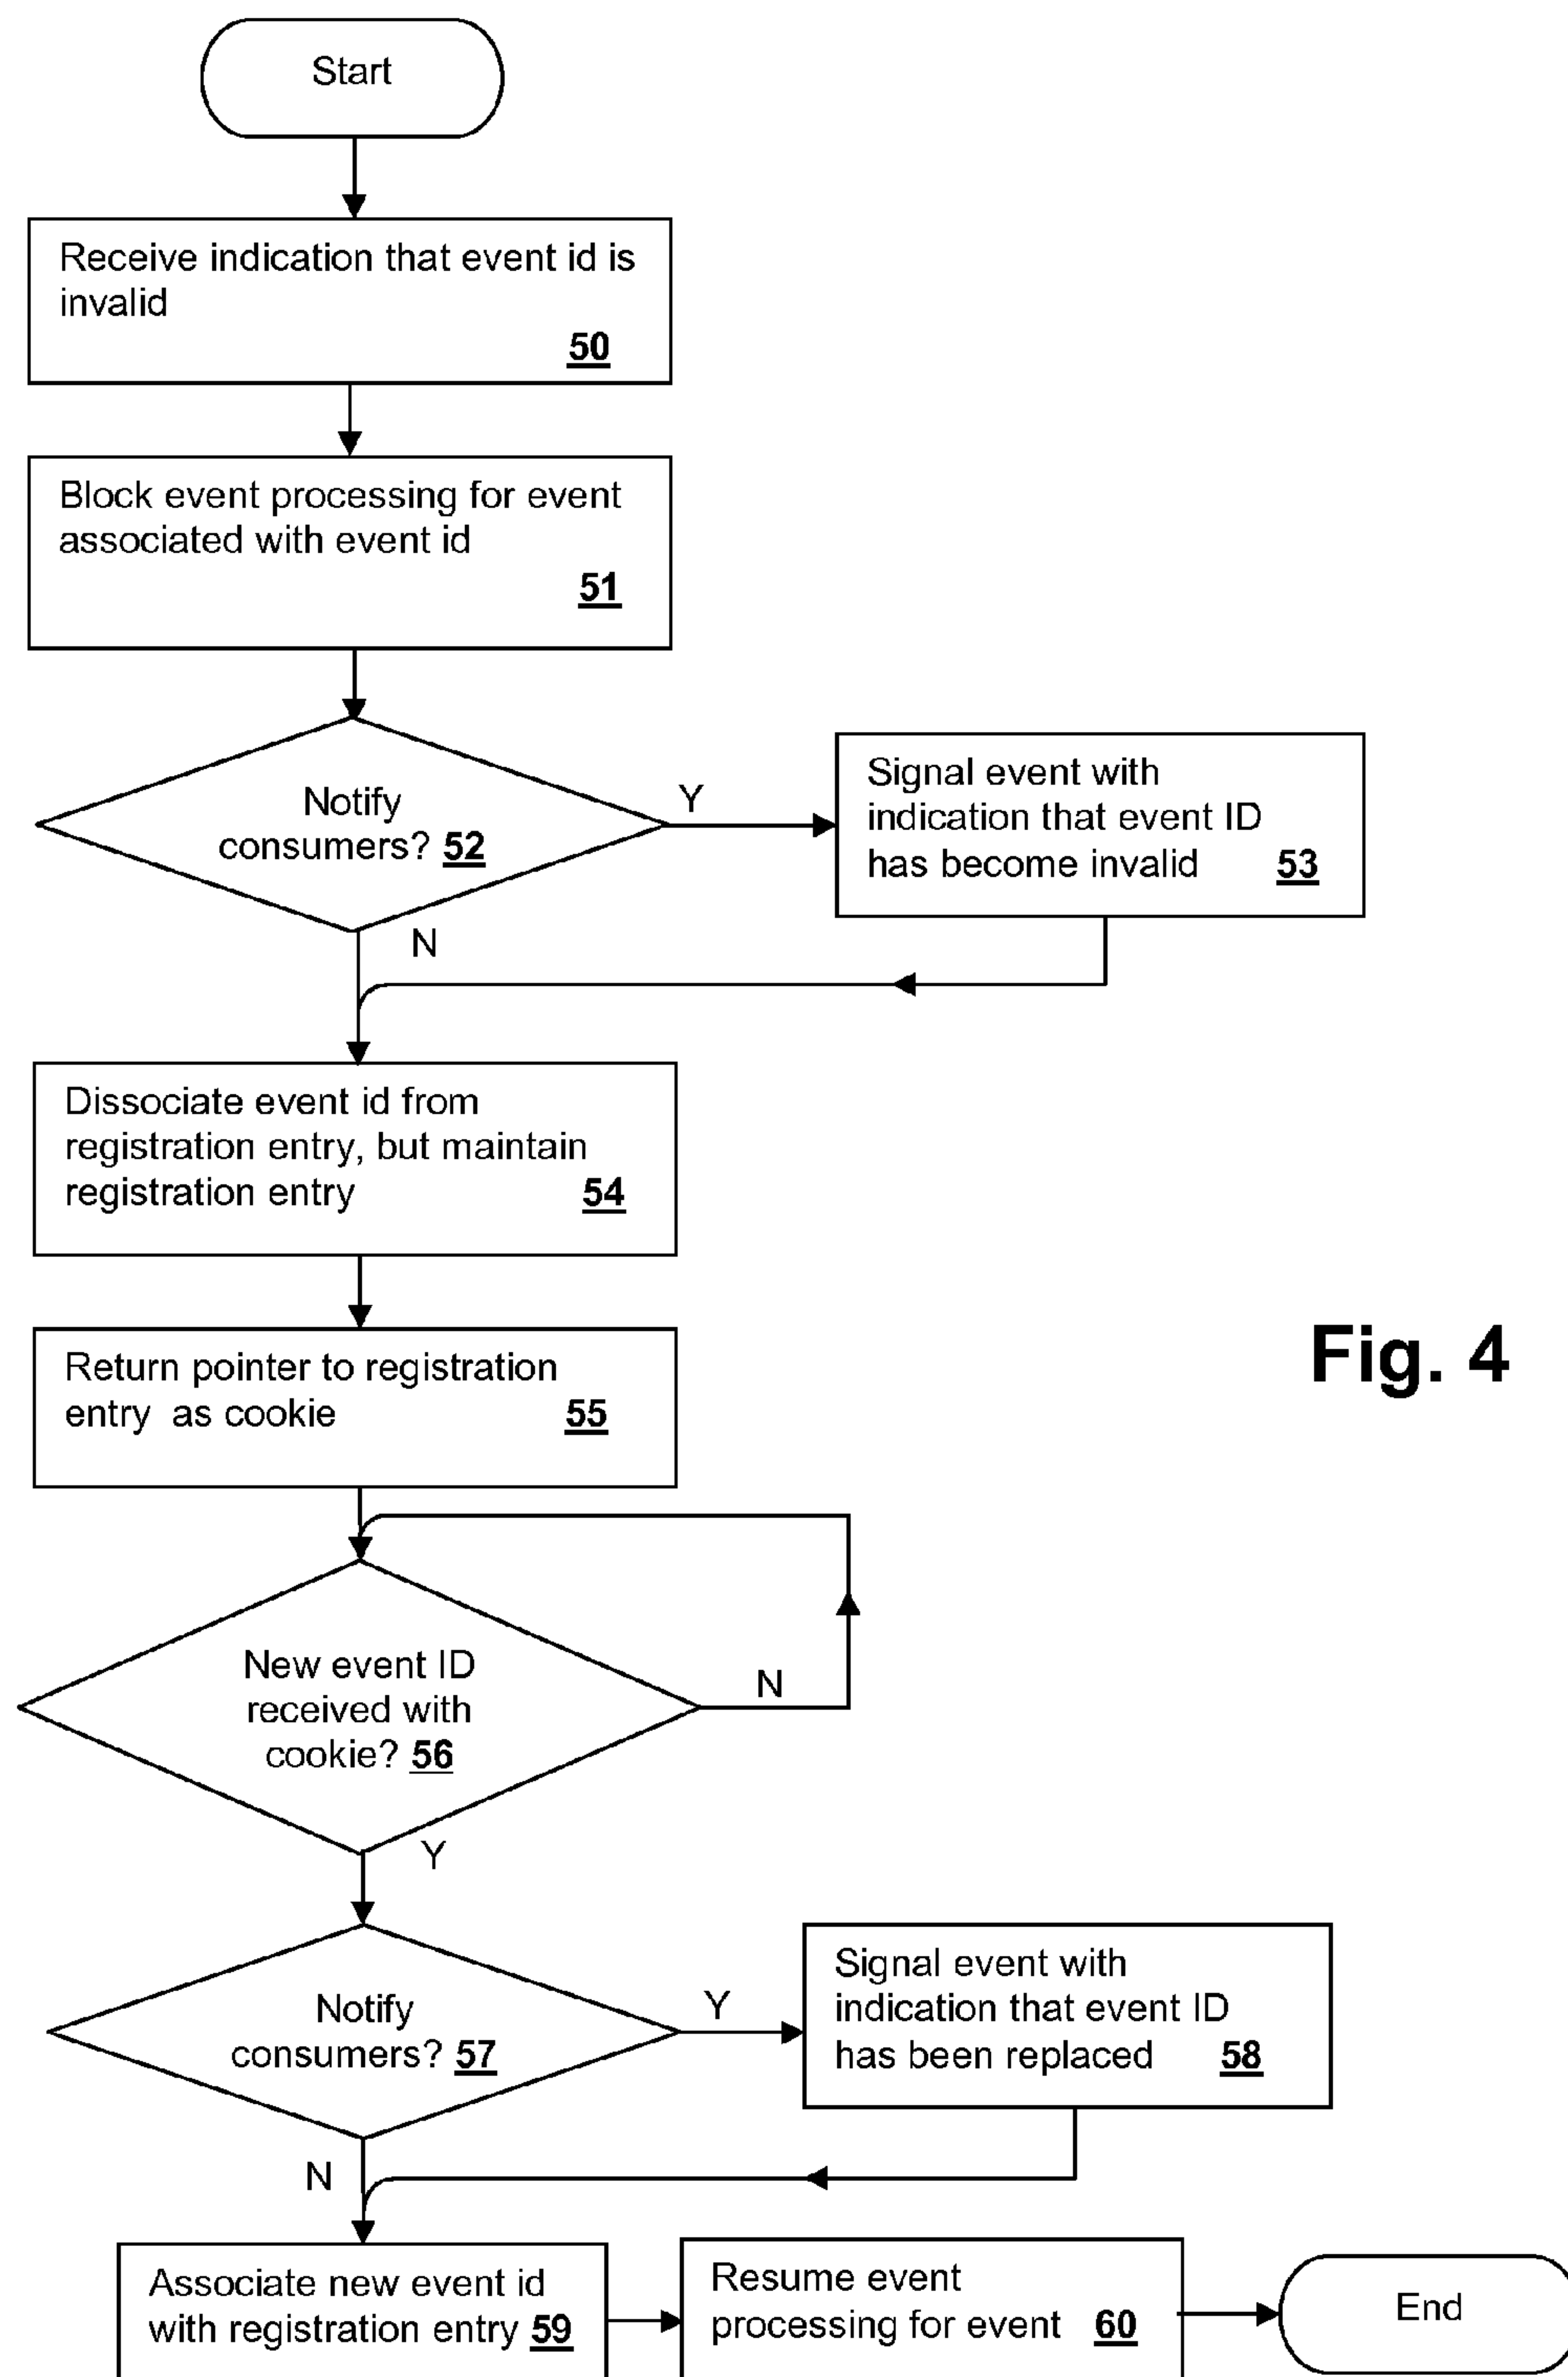 Start
Receive indication that event id is
invalid
50
Block event processing for event
associated with event id
51
Notify
consumers? 52
Y
Signal event with
indication that event ID
has become invalid 53
N
Dissociate event id from
registration entry, but maintain
registration entry 54
Return pointer to registration
entry as cookie 55
Fig. 4
New event ID
received with
cookie? 56
N
Y
Notify
consumers? 57
Y
Signal event with
indication that event ID
has been replaced 58
N
Associate new event id
with registration entry 59
Resume event
processing for event 60
End